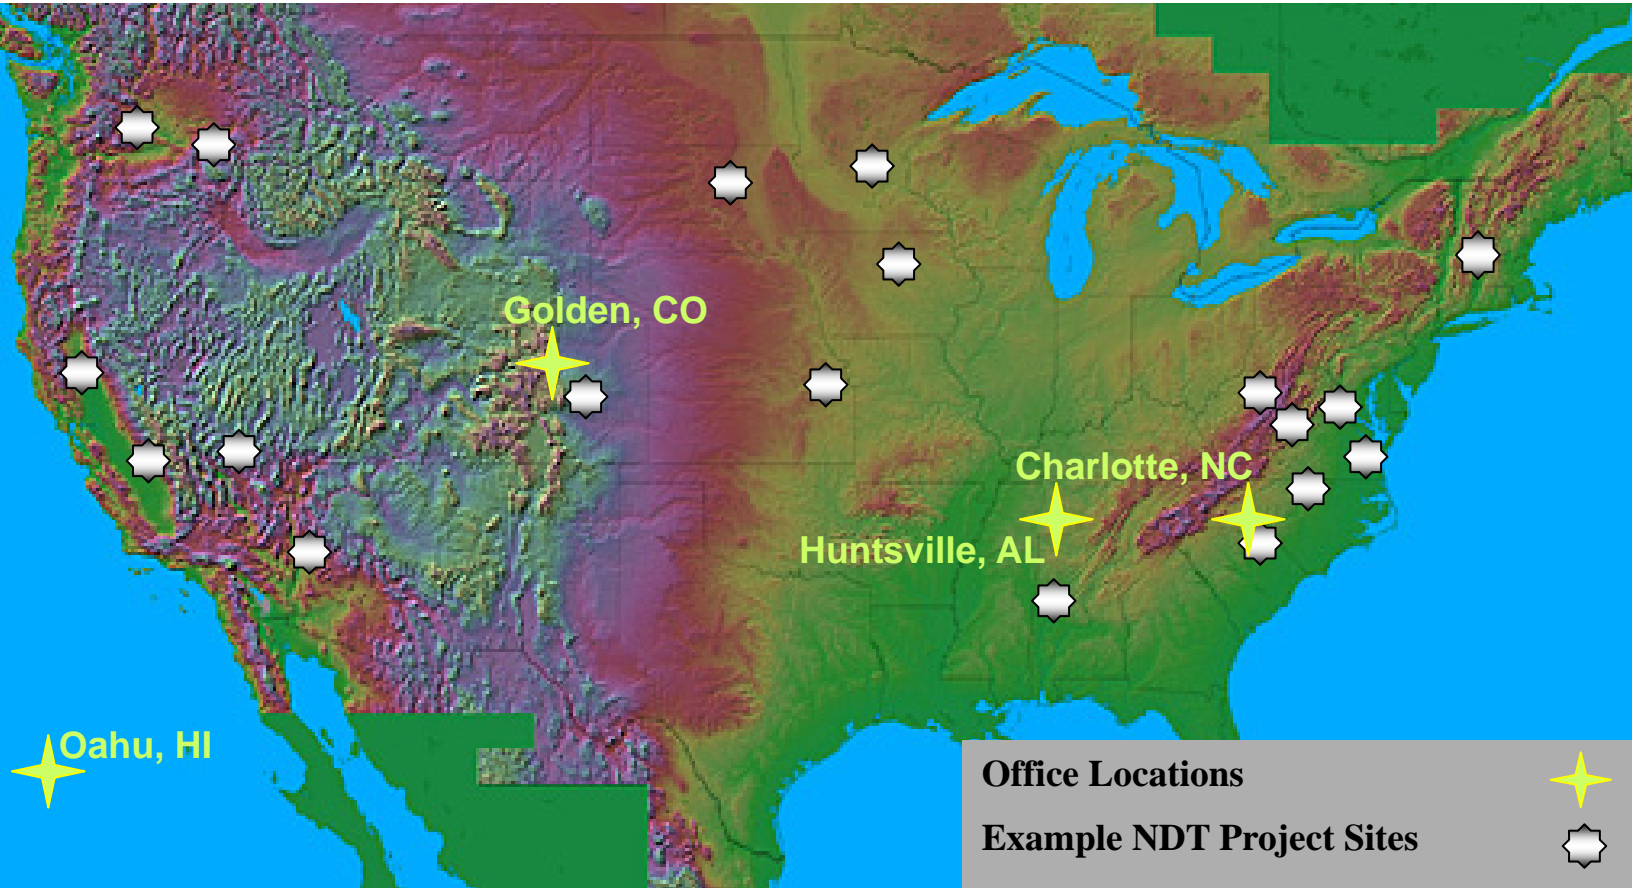 Golden, CO
Charlotte, NC
Huntsville, AL
Oahu, HI
Office Locations
Example NDT Project Sites